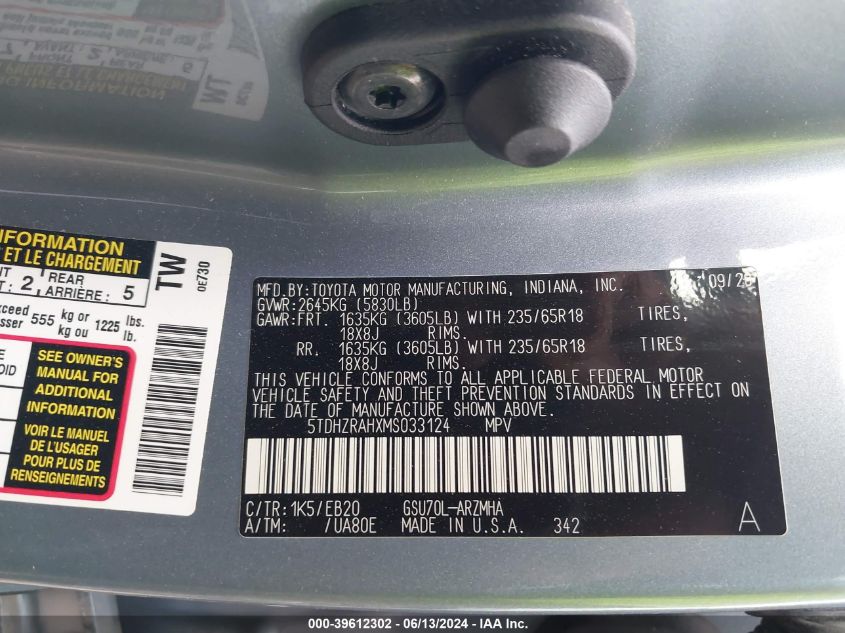 INFORMATION
ET LE CHARGEMENT
2 REAR
2 ARRIÈRE: 5
TW
0E730
555 kg or 1225 lbs.
kg ou lb.
SEE OWNER'S
MANUAL FOR
ADDITIONAL
INFORMATION
VOIR LE MANUEL
DE L'USAGER
POUR PLUS DE
RENSEIGNEMENTS
MFD.BY:TOYOTA MOTOR MANUFACTURING, INDIANA, INC. 09/20
GVWR:2645KG (5830LB)
GAWR:FRT. 1635KG (3605LB) WITH 235/65R18 TIRES,
18X8J RIMS.
RR. 1635KG (3605LB) WITH 235/65R18 TIRES,
18X8J RIMS.
THIS VEHICLE CONFORMS TO ALL APPLICABLE FEDERAL MOTOR
VEHICLE SAFETY AND THEFT PREVENTION STANDARDS IN EFFECT ON
THE DATE OF MANUFACTURE SHOWN ABOVE.
5TDHZRAHXMS033124 MPV
C/TR:1K5/EB20 GSU70L-ARZMHA
A/TM: /UA80E MADE IN U.S.A. 342 A
000-39612302 - 06/13/2024 - IAA Inc.